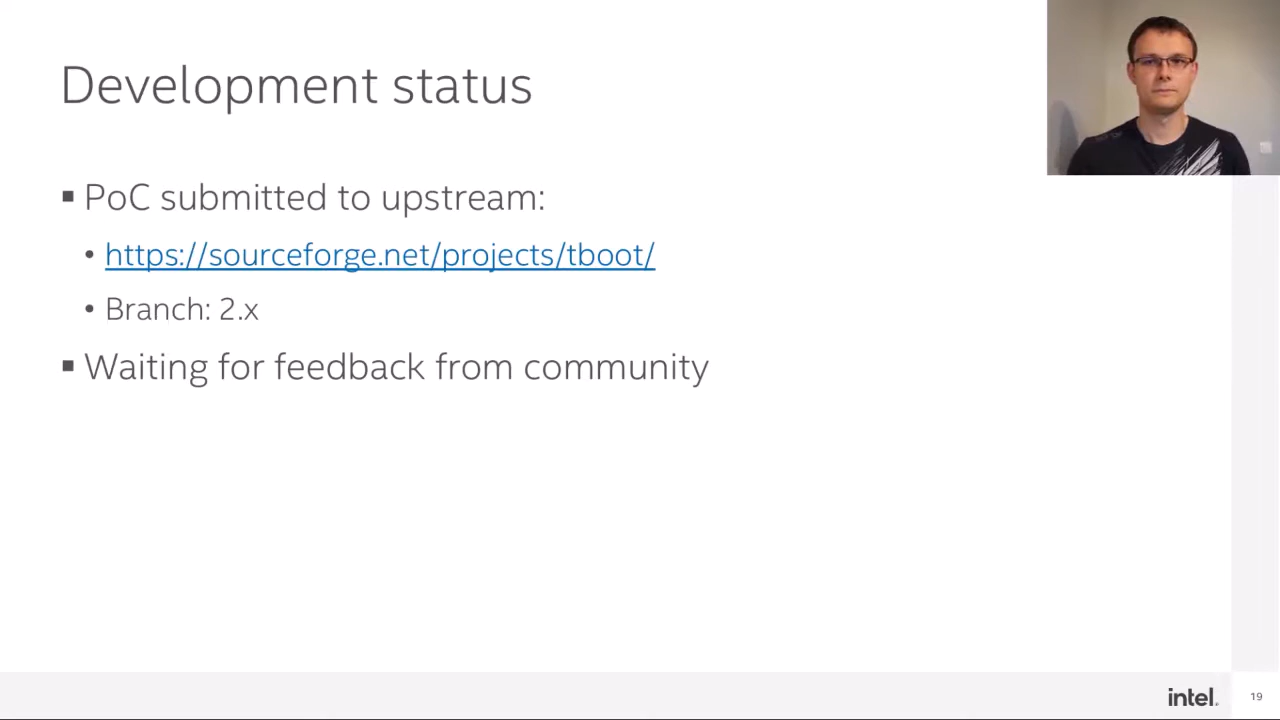 Development status
▪ PoC submitted to upstream:
• https://sourceforge.net/projects/tboot/
• Branch: 2.x
▪ Waiting for feedback from community
intel.
19